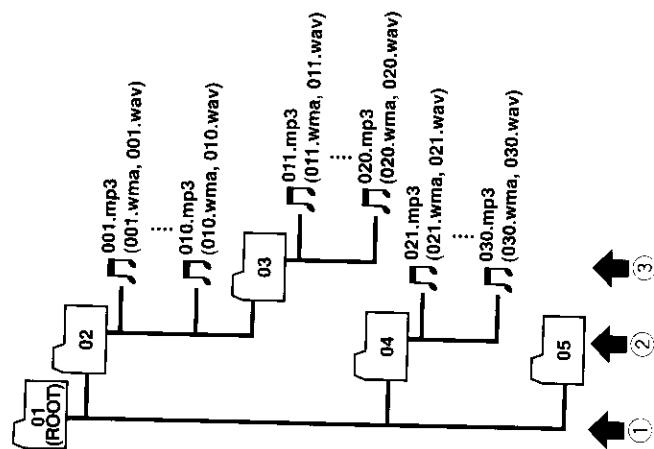 01
(ROOT)
02
001.mp3
(001.wma, 001.wav)
010.mp3
(010.wma, 010.wav)
03
011.mp3
(011.wma, 011.wav)
020.mp3
(020.wma, 020.wav)
04
021.mp3
(021.wma, 021.wav)
030.mp3
(030.wma, 030.wav)
05
①
②
③